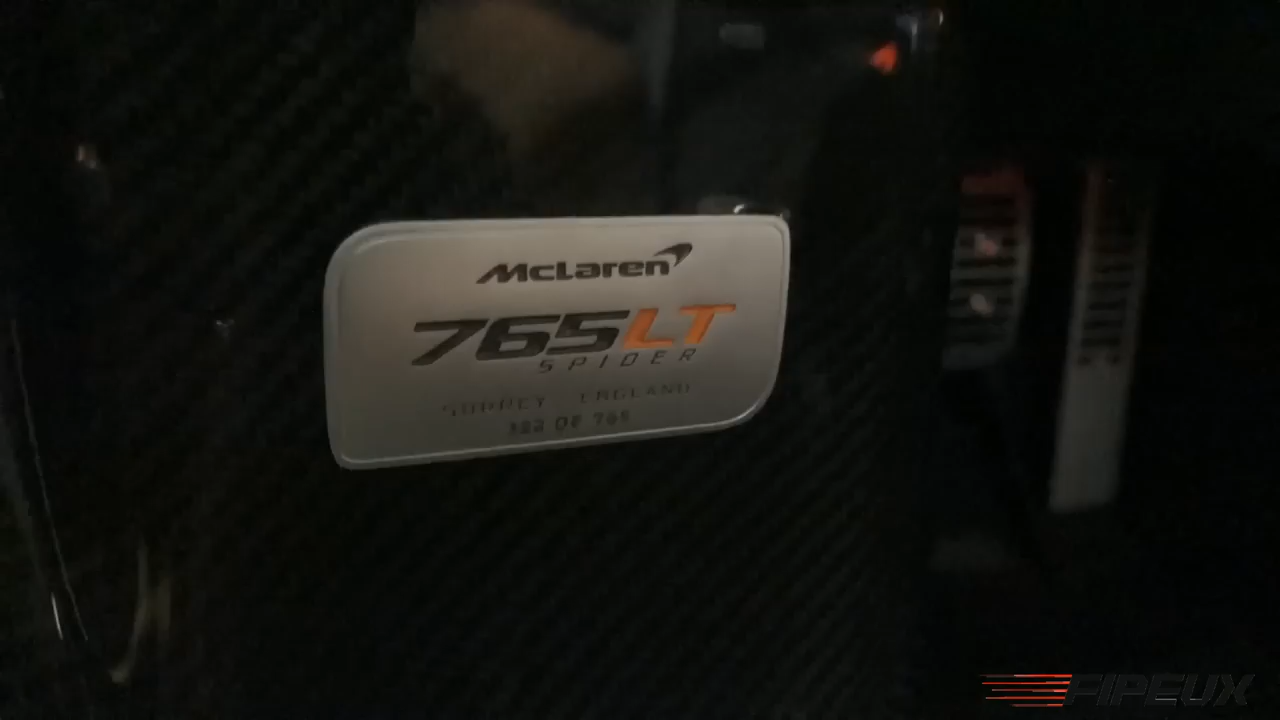 McLaren
765LT
SPIDER
SURREY ENGLAND
OF 765
FIPEUX